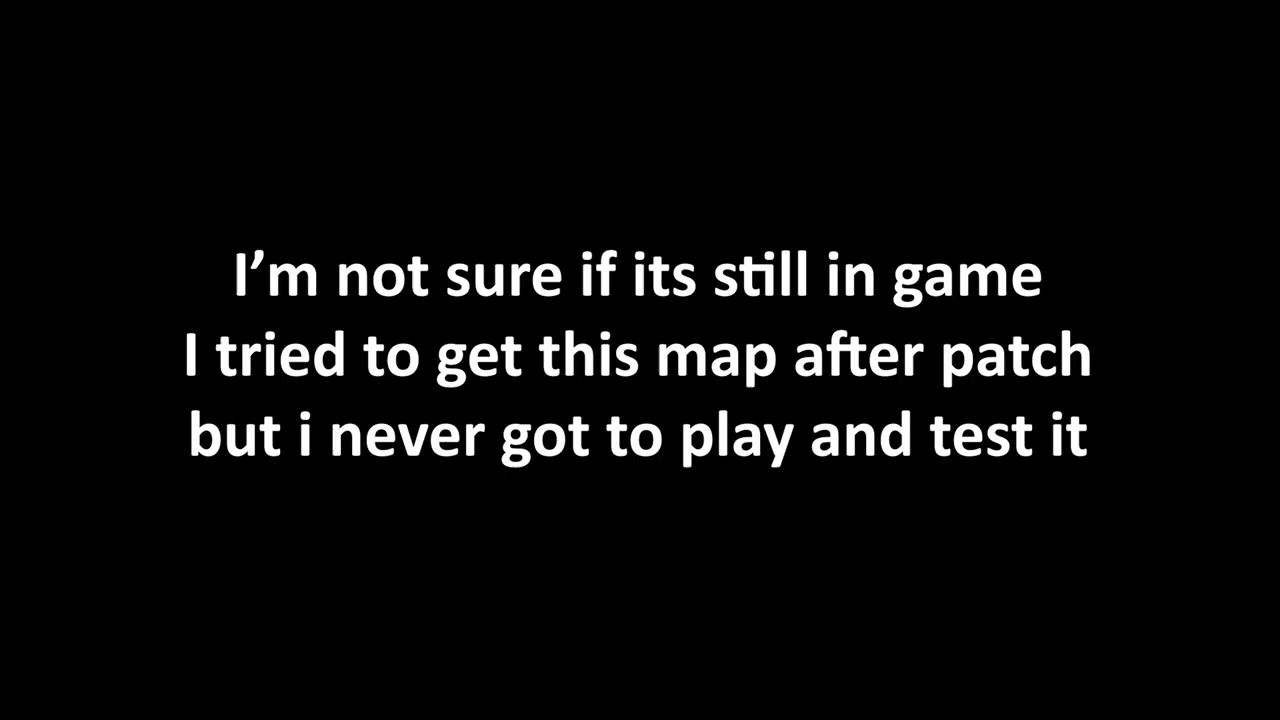 I’m not sure if its still in game
I tried to get this map after patch
but i never got to play and test it